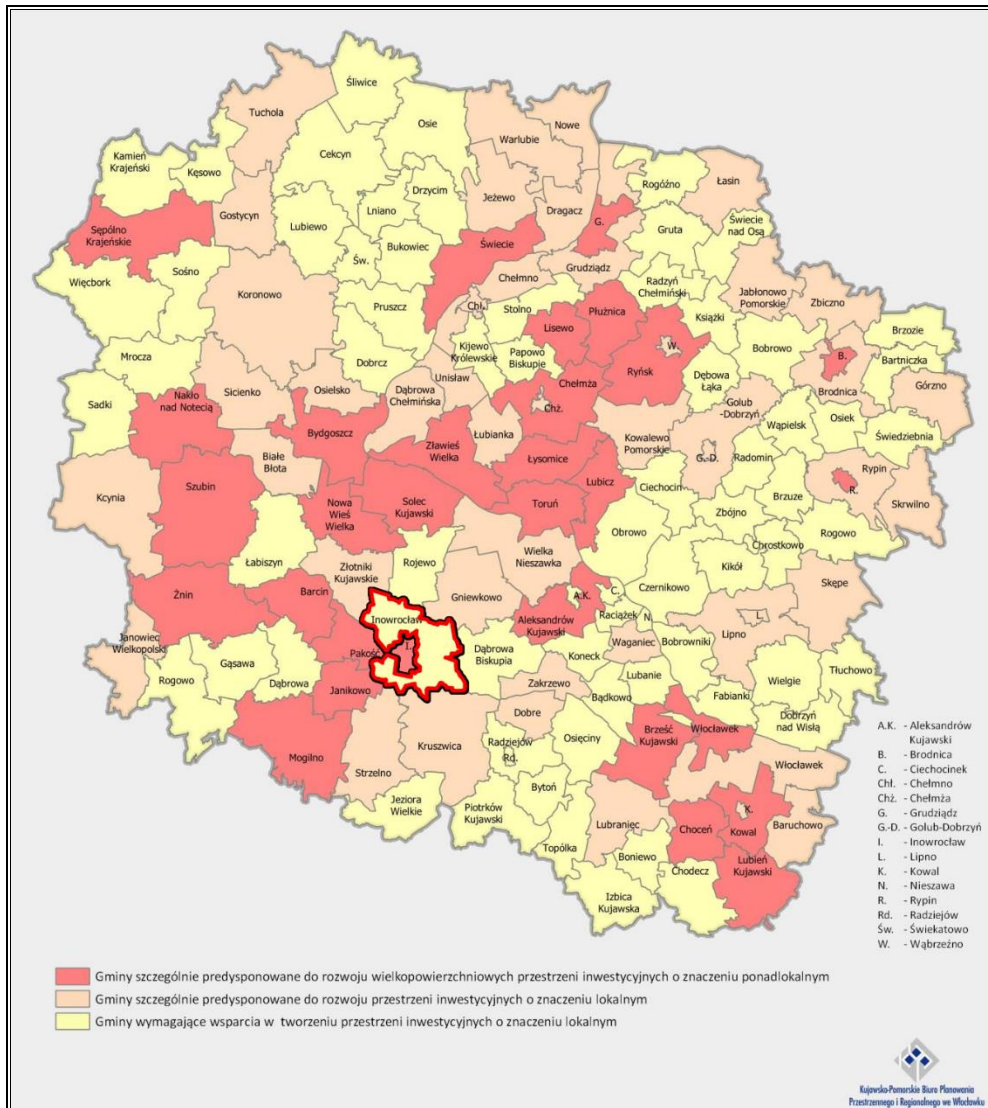 Śliwice
Tuchola
Osie
Nowe
Warlubie
Cekcyn
Kamień
Krajeński
Kęsowo
Rogóźno
Łasin
Drzycim
Jeżewo
Dragacz
G.
Gostycyn
Lniano
Świecie
nad Osą
Sępólno
Krajeńskie
Lubiewo
Bukowiec
Świecie
Gruta
Św.
Grudziądz
Więcbork
Sośno
Chełmno
Radzyń
Chełmiński
Jabłonowo
Pomorskie
Zbiczno
Koronowo
Pruszcz
Chł.
Stolno
Płużnica
Książki
Lisewo
Brzozie
Mrocza
Dobrcz
Kijewo
Królewskie
Papowo
Biskupie
W.
Bobrowo
B.
Bartniczka
Unisław
Ryńsk
Dębowa
Łąka
Sicienko
Osielsko
Dąbrowa
Chełmińska
Chełmża
Brodnica
Górzno
Sadki
Nakło
nad Notecią
Chż.
Golub
-Dobrzyń
Osiek
Bydgoszcz
Zławieś
Wielka
Łubianka
Wąpielsk
Świedziebnia
Kowalewo
Pomorskie
G.-D.
Białe
Błota
Łysomice
Radomin
Rypin
Kcynia
Szubin
Lubicz
Ciechocin
R.
Skrwilno
Nowa
Wieś
Wielka
Solec
Kujawski
Toruń
Brzuze
Zbójno
Obrowo
Rogowo
Chrostkowo
Łabiszyn
Rojewo
Wielka
Nieszawka
Kikół
Złotniki
Kujawskie
Czernikowo
Skępe
Żnin
Barcin
Gniewkowo
A.K.
C.
Inowrocław
Raciążek
N.
L.
Aleksandrów
Kujawski
Janowiec
Wielkopolski
Lipno
Waganiec
Bobrowniki
Pakość
I.
Dąbrowa
Biskupia
Koneck
Gąsawa
Tłuchowo
Rogowo
Dąbrowa
Janikowo
Zakrzewo
Lubanie
Wielgie
Bądkowo
Fabianki
Dobre
Dobrzyń
nad Wisłą
Mogilno
Kruszwica
Brześć
Kujawski
Włocławek
Osięciny
Radziejów
Rd.
Strzelno
Włocławek
Bytoń
Jeziora
Wielkie
Piotrków
Kujawski
K.
Lubraniec
Choceń
Kowal
Baruchowo
Topólka
Boniewo
Chodecz
Lubień
Kujawski
Izbica
Kujawska
A.K. - Aleksandrów
Kujawski
B. - Brodnica
C. - Ciechocinek
Chł. - Chełmno
Chż. - Chełmża
G. - Grudziądz
G.-D. - Golub-Dobrzyń
I. - Inowrocław
L. - Lipno
K. - Kowal
N. - Nieszawa
R. - Rypin
Rd. - Radziejów
Św. - Świekatowo
W. - Wąbrzeźno
Gminy szczególnie predysponowane do rozwoju wielkopowierzchniowych przestrzeni inwestycyjnych o znaczeniu ponadlokalnym
Gminy szczególnie predysponowane do rozwoju przestrzeni inwestycyjnych o znaczeniu lokalnym
Gminy wymagające wsparcia w tworzeniu przestrzeni inwestycyjnych o znaczeniu lokalnym
Kujawsko-Pomorskie Biuro Planowania
Przestrzennego i Regionalnego we Włocławku